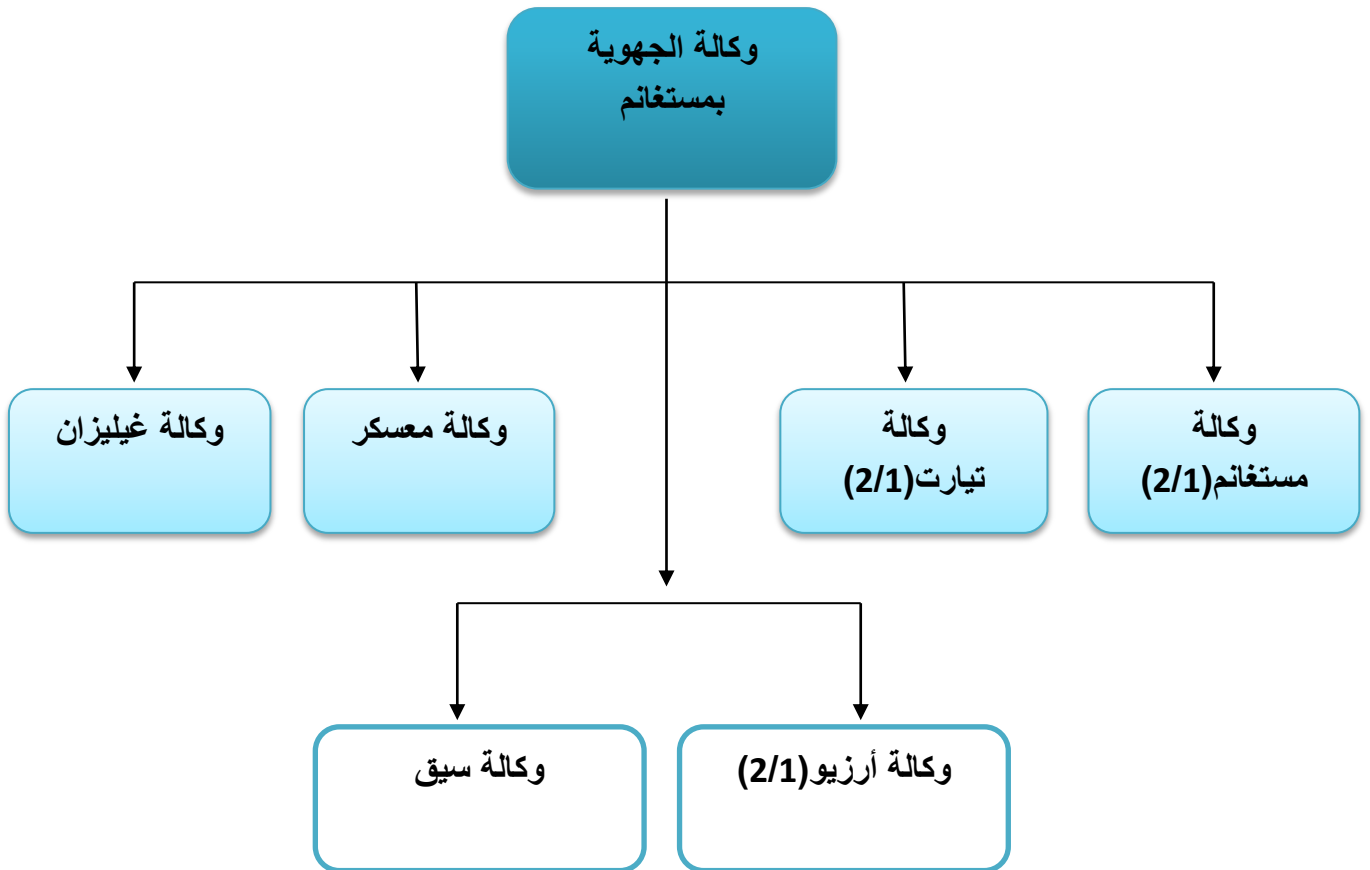 وكالة الجهوية
بمستغانم
وكالة
مستغانم(2/1)
وكالة
تيارت(2/1)
وكالة معسكر
وكالة غيليزان
وكالة أرزيو(2/1)
وكالة سيق